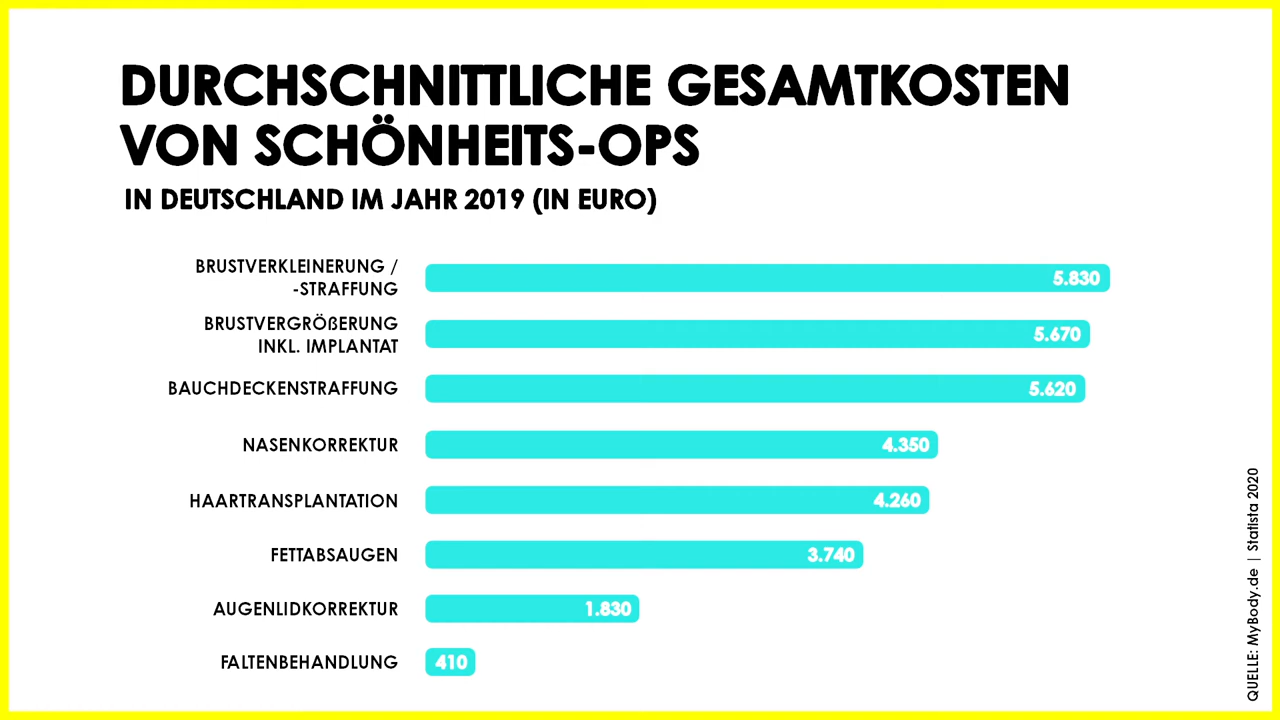 DURCHSCHNITTLICHE GESAMTKOSTEN
VON SCHÖNHEITS-OPS
IN DEUTSCHLAND IM JAHR 2019 (IN EURO)
BRUSTVERKLEINERUNG /
-STRAFFUNG
5.830
BRUSTVERGRÖßERUNG
INKL. IMPLANTAT
5.670
BAUCHDECKENSTRAFFUNG
5.620
NASENKORREKTUR
4.350
HAARTRANSPLANTATION
4.260
FETTABSAUGEN
3.740
AUGENLIDKORREKTUR
1.830
FALTENBEHANDLUNG
410
QUELLE: MyBody.de | Statista 2020